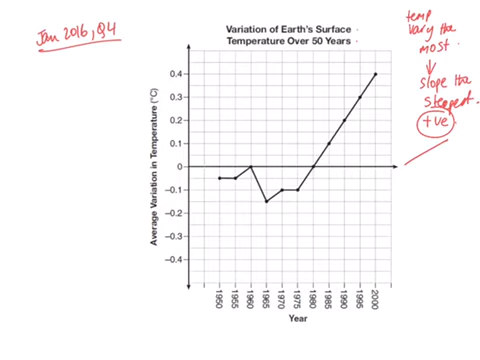 Jan 2016, Q4
Variation of Earth's Surface
Temperature Over 50 Years
temp
vary the
most.
slope the
steepest.
+ve
Average Variation in Temperature (°C)
0.4
0.3
0.2
0.1
0
–0.1
–0.2
–0.3
–0.4
1950
1955
1960
1965
1970
1975
1980
1985
1990
1995
2000
Year